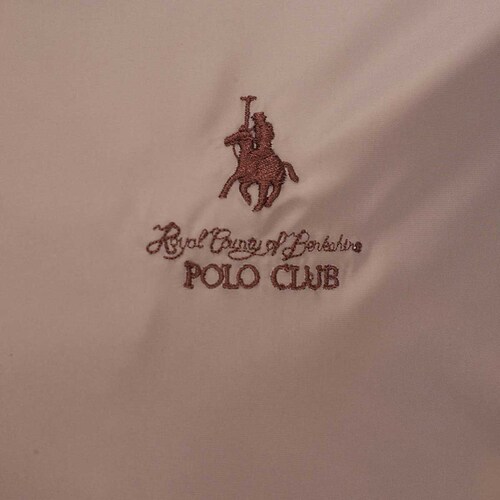 Royal County of Berkshire
POLO CLUB